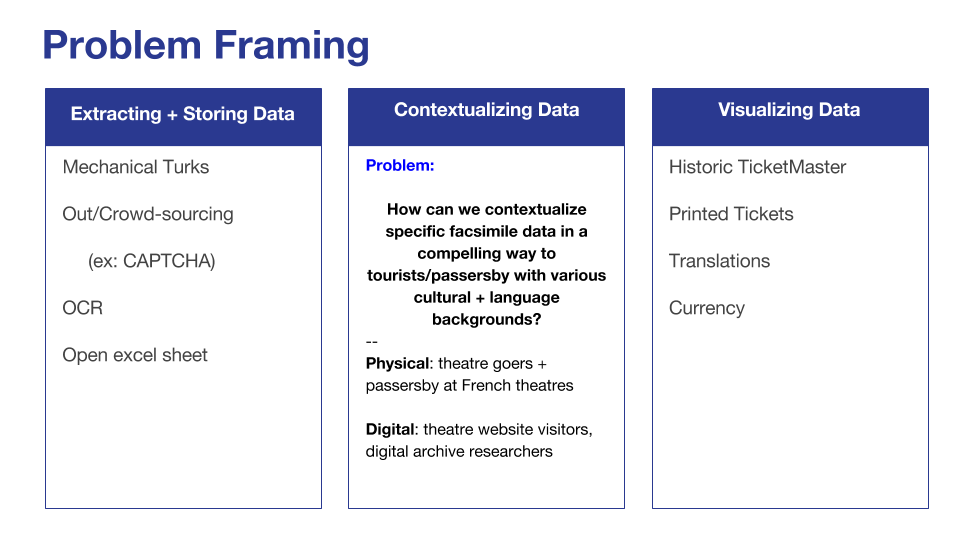 Problem Framing
Extracting + Storing Data
Mechanical Turks
Out/Crowd-sourcing
(ex: CAPTCHA)
OCR
Open excel sheet
Contextualizing Data
Problem:
How can we contextualize
specific facsimile data in a
compelling way to
tourists/passersby with various
cultural + language
backgrounds?
--
Physical: theatre goers +
passersby at French theatres
Digital: theatre website visitors,
digital archive researchers
Visualizing Data
Historic TicketMaster
Printed Tickets
Translations
Currency